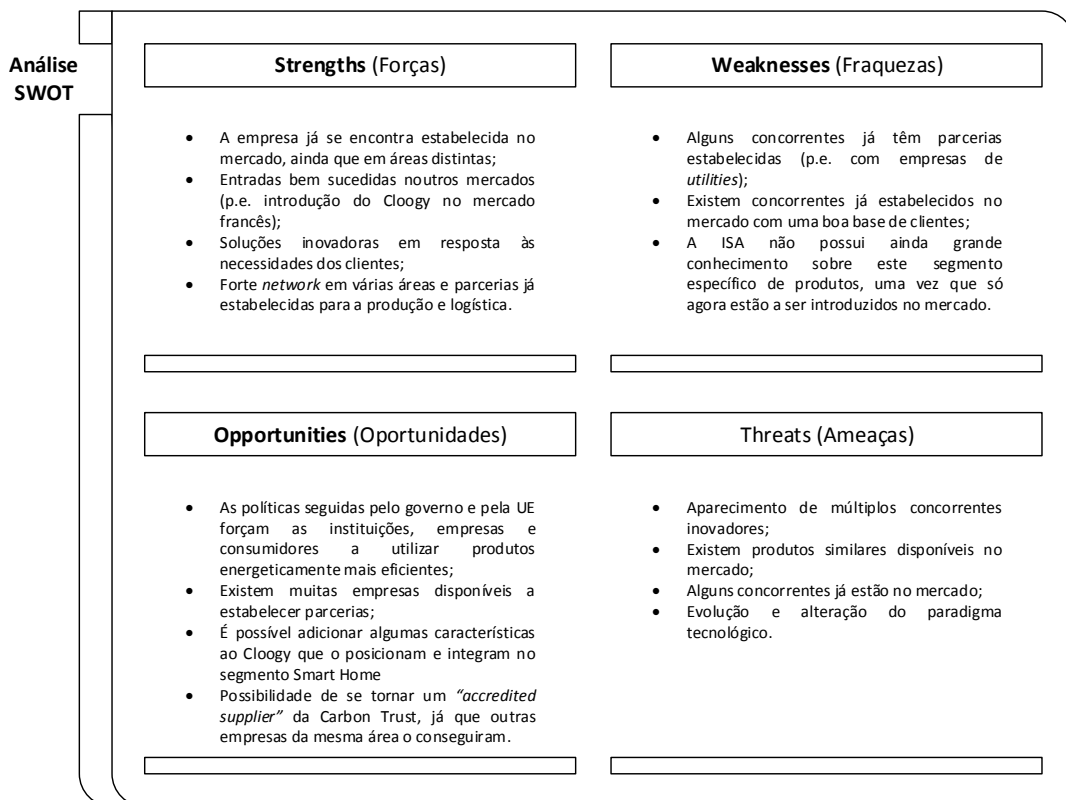 Análise
SWOT
Strengths (Forças)
• A empresa já se encontra estabelecida no
mercado, ainda que em áreas distintas;
• Entradas bem sucedidas noutros mercados
(p.e. introdução do Cloogy no mercado
francês);
• Soluções inovadoras em resposta às
necessidades dos clientes;
• Forte network em várias áreas e parcerias já
estabelecidas para a produção e logística.
Weaknesses (Fraquezas)
• Alguns concorrentes já têm parcerias
estabelecidas (p.e. com empresas de
utilities);
• Existem concorrentes já estabelecidos no
mercado com uma boa base de clientes;
• A ISA não possui ainda grande
conhecimento sobre este segmento
específico de produtos, uma vez que só
agora estão a ser introduzidos no mercado.
Opportunities (Oportunidades)
• As políticas seguidas pelo governo e pela UE
forçam as instituições, empresas e
consumidores a utilizar produtos
energeticamente mais eficientes;
• Existem muitas empresas disponíveis a
estabelecer parcerias;
• É possível adicionar algumas características
ao Cloogy que o posicionam e integram no
segmento Smart Home
• Possibilidade de se tornar um “accredited
supplier” da Carbon Trust, já que outras
empresas da mesma área o conseguiram.
Threats (Ameaças)
• Aparecimento de múltiplos concorrentes
inovadores;
• Existem produtos similares disponíveis no
mercado;
• Alguns concorrentes já estão no mercado;
• Evolução e alteração do paradigma
tecnológico.